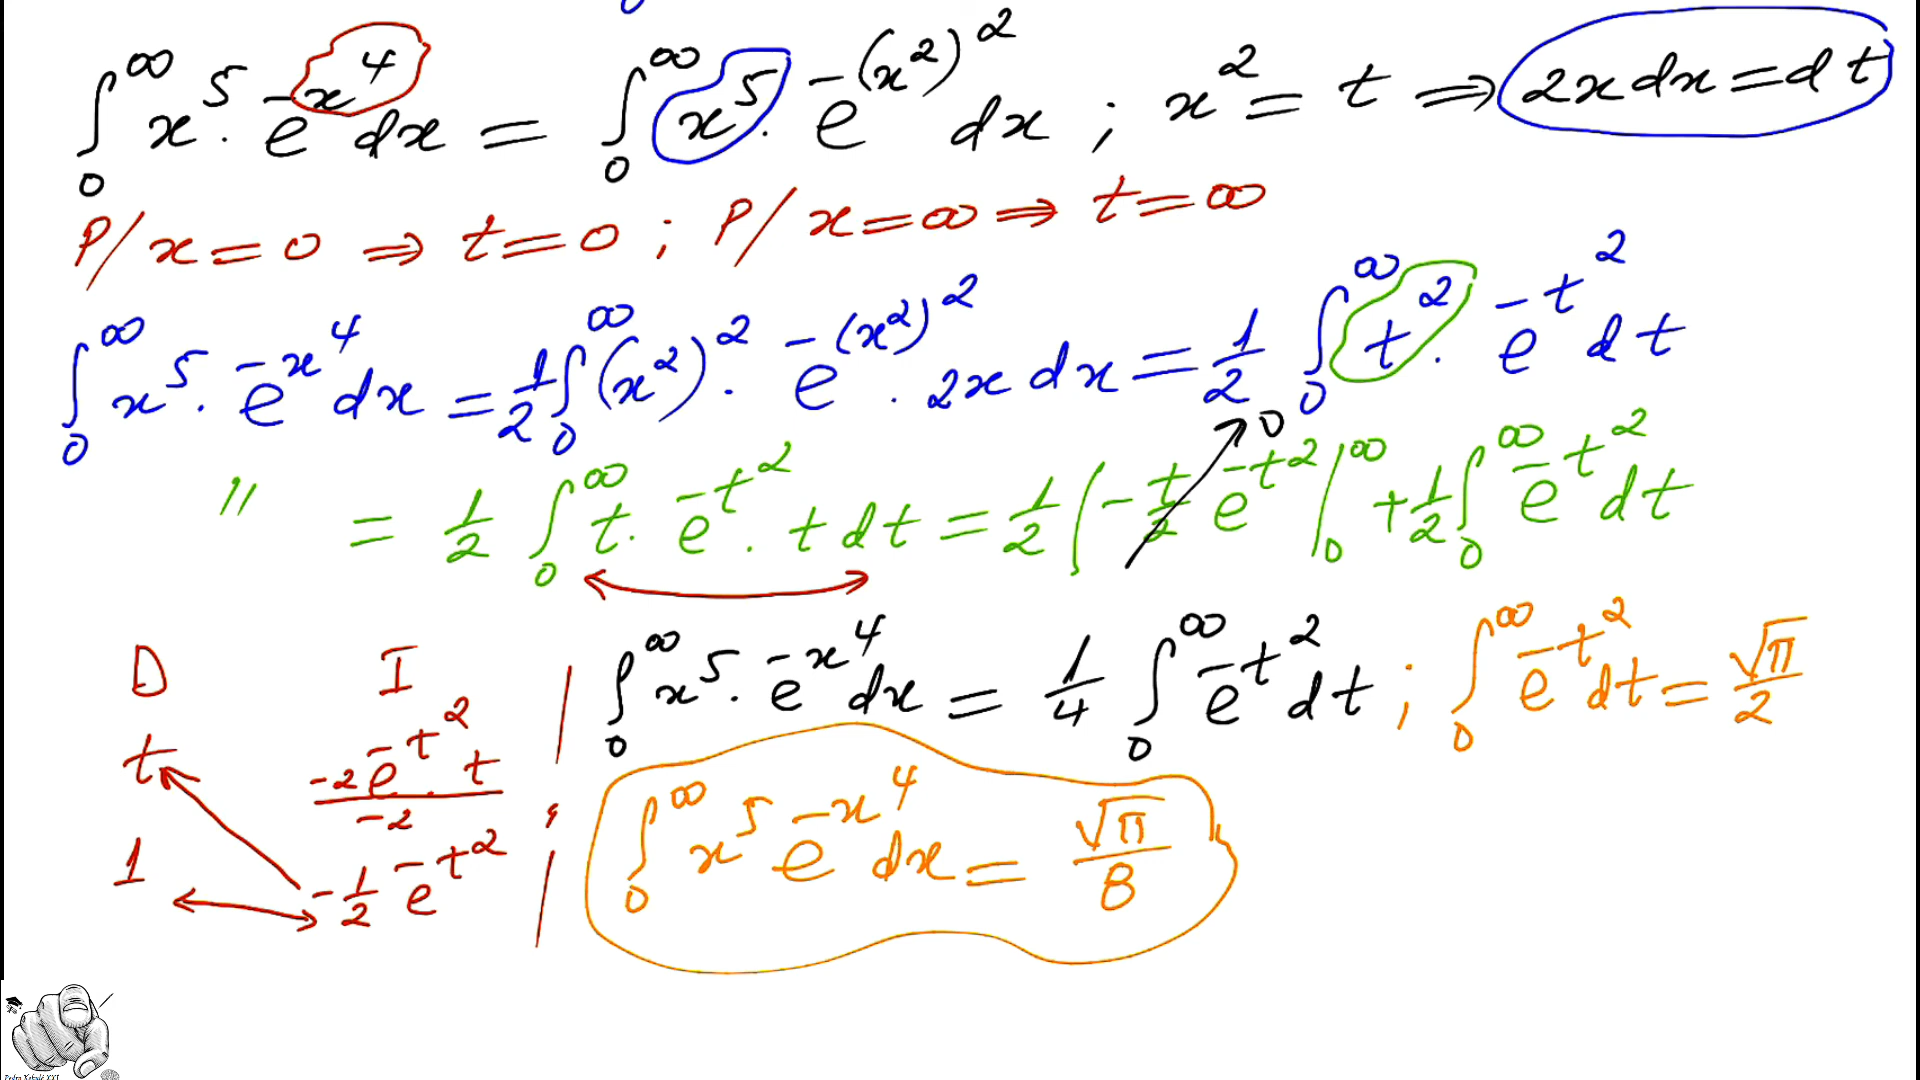 ∫₀^∞ x⁵ · e^(-x⁴) dx = ∫₀^∞ x⁵ · e^(-(x²)²) dx ; x² = t ⇒ 2x dx = dt
P/ x = 0 ⇒ t = 0 ; P/ x = ∞ ⇒ t = ∞
∫₀^∞ x⁵ · e^(-x⁴) dx = 1/2 ∫₀^∞ (x²)² · e^(-(x²)²) · 2x dx = 1/2 ∫₀^∞ t² · e^(-t²) dt
" = 1/2 ∫₀^∞ t · e^(-t²) · t dt = 1/2 ( -t/2 e^(-t²) |₀^∞ + 1/2 ∫₀^∞ e^(-t²) dt
0
D I
t (-2 e^(-t²) · t)/(-2)
1 -1/2 e^(-t²)
∫₀^∞ x⁵ · e^(-x⁴) dx = 1/4 ∫₀^∞ e^(-t²) dt ; ∫₀^∞ e^(-t²) dt = √π/2
;
∫₀^∞ x⁵ e^(-x⁴) dx = √π/8